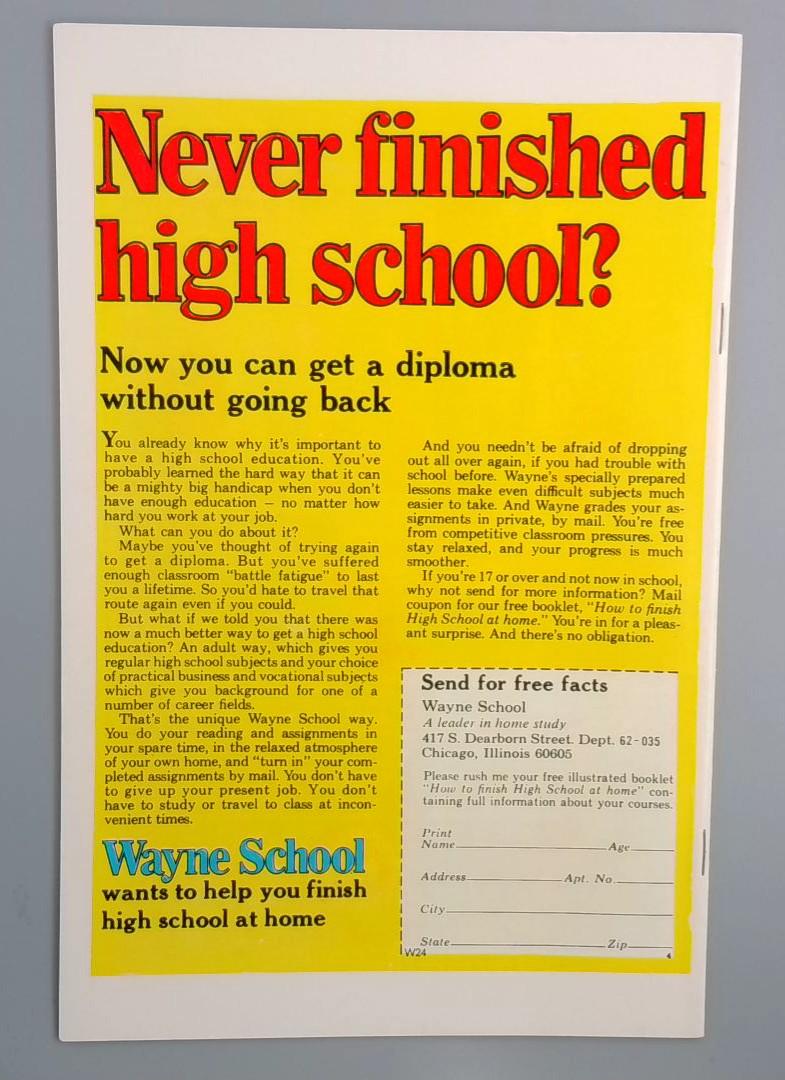 Never finished
high school?
Now you can get a diploma
without going back
You already know why it's important to
have a high school education. You've
probably learned the hard way that it can
be a mighty big handicap when you don't
have enough education — no matter how
hard you work at your job.
What can you do about it?
Maybe you've thought of trying again
to get a diploma. But you've suffered
enough classroom "battle fatigue" to last
you a lifetime. So you'd hate to travel that
route again even if you could.
But what if we told you that there was
now a much better way to get a high school
education? An adult way, which gives you
regular high school subjects and your choice
of practical business and vocational subjects
which give you background for one of a
number of career fields.
That's the unique Wayne School way.
You do your reading and assignments in
your spare time, in the relaxed atmosphere
of your own home, and "turn in" your com-
pleted assignments by mail. You don't have
to give up your present job. You don't
have to study or travel to class at incon-
venient times.
Wayne School
wants to help you finish
high school at home
And you needn't be afraid of dropping
out all over again, if you had trouble with
school before. Wayne's specially prepared
lessons make even difficult subjects much
easier to take. And Wayne grades your as-
signments in private, by mail. You're free
from competitive classroom pressures. You
stay relaxed, and your progress is much
smoother.
If you're 17 or over and not now in school,
why not send for more information? Mail
coupon for our free booklet, "How to finish
High School at home." You're in for a pleas-
ant surprise. And there's no obligation.
Send for free facts
Wayne School
A leader in home study
417 S. Dearborn Street. Dept. 62-035
Chicago, Illinois 60605
Please rush me your free illustrated booklet
"How to finish High School at home" con-
taining full information about your courses.
Print
Name Age
Address Apt. No.
City
State Zip
W24 4